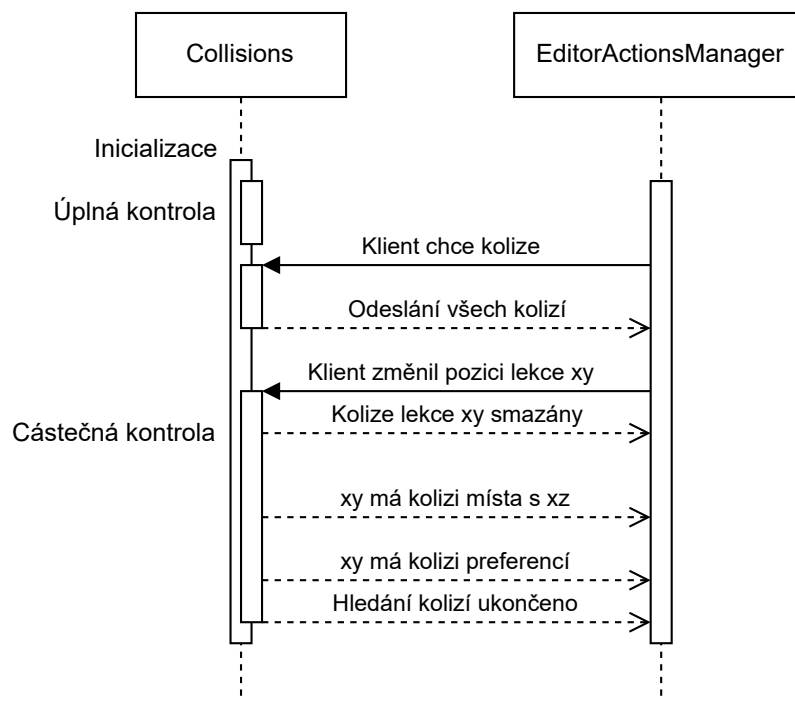 Collisions
EditorActionsManager
Inicializace
Úplná kontrola
Klient chce kolize
Odeslání všech kolizí
Klient změnil pozici lekce xy
Kolize lekce xy smazány
Cástečná kontrola
xy má kolizi místa s xz
xy má kolizi preferencí
Hledání kolizí ukončeno